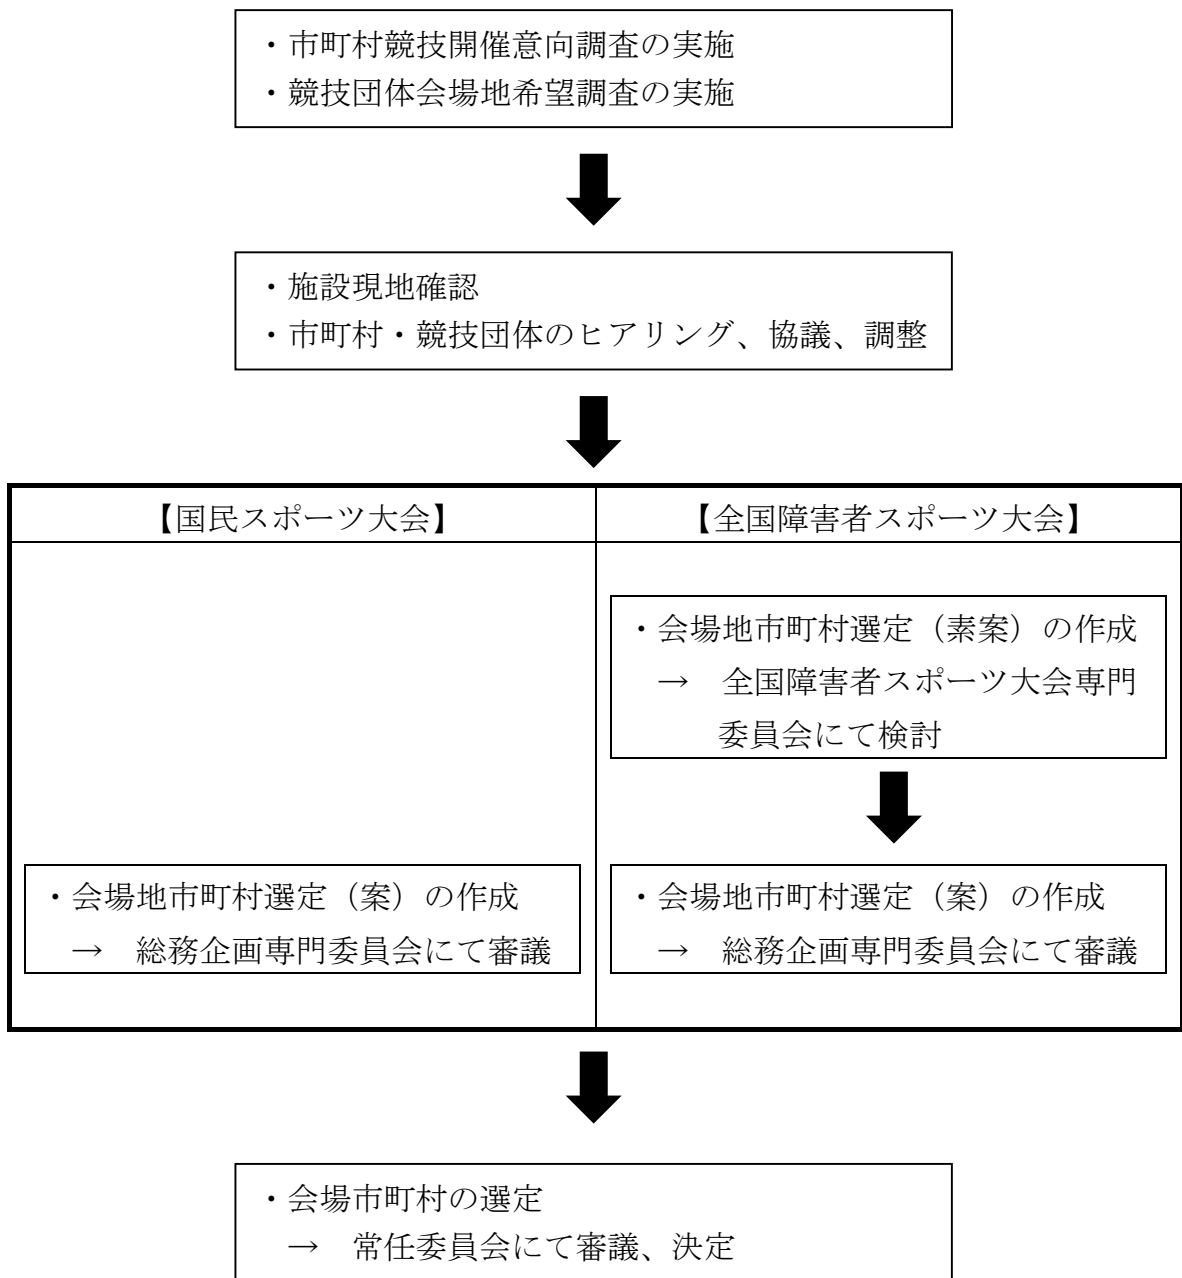 ・市町村競技開催意向調査の実施
・競技団体会場地希望調査の実施
・施設現地確認
・市町村・競技団体のヒアリング、協議、調整
【国民スポーツ大会】
【全国障害者スポーツ大会】
・会場地市町村選定（素案）の作成
→　全国障害者スポーツ大会専門
委員会にて検討
・会場地市町村選定（案）の作成
→　総務企画専門委員会にて審議
・会場地市町村選定（案）の作成
→　総務企画専門委員会にて審議
・会場市町村の選定
→　常任委員会にて審議、決定